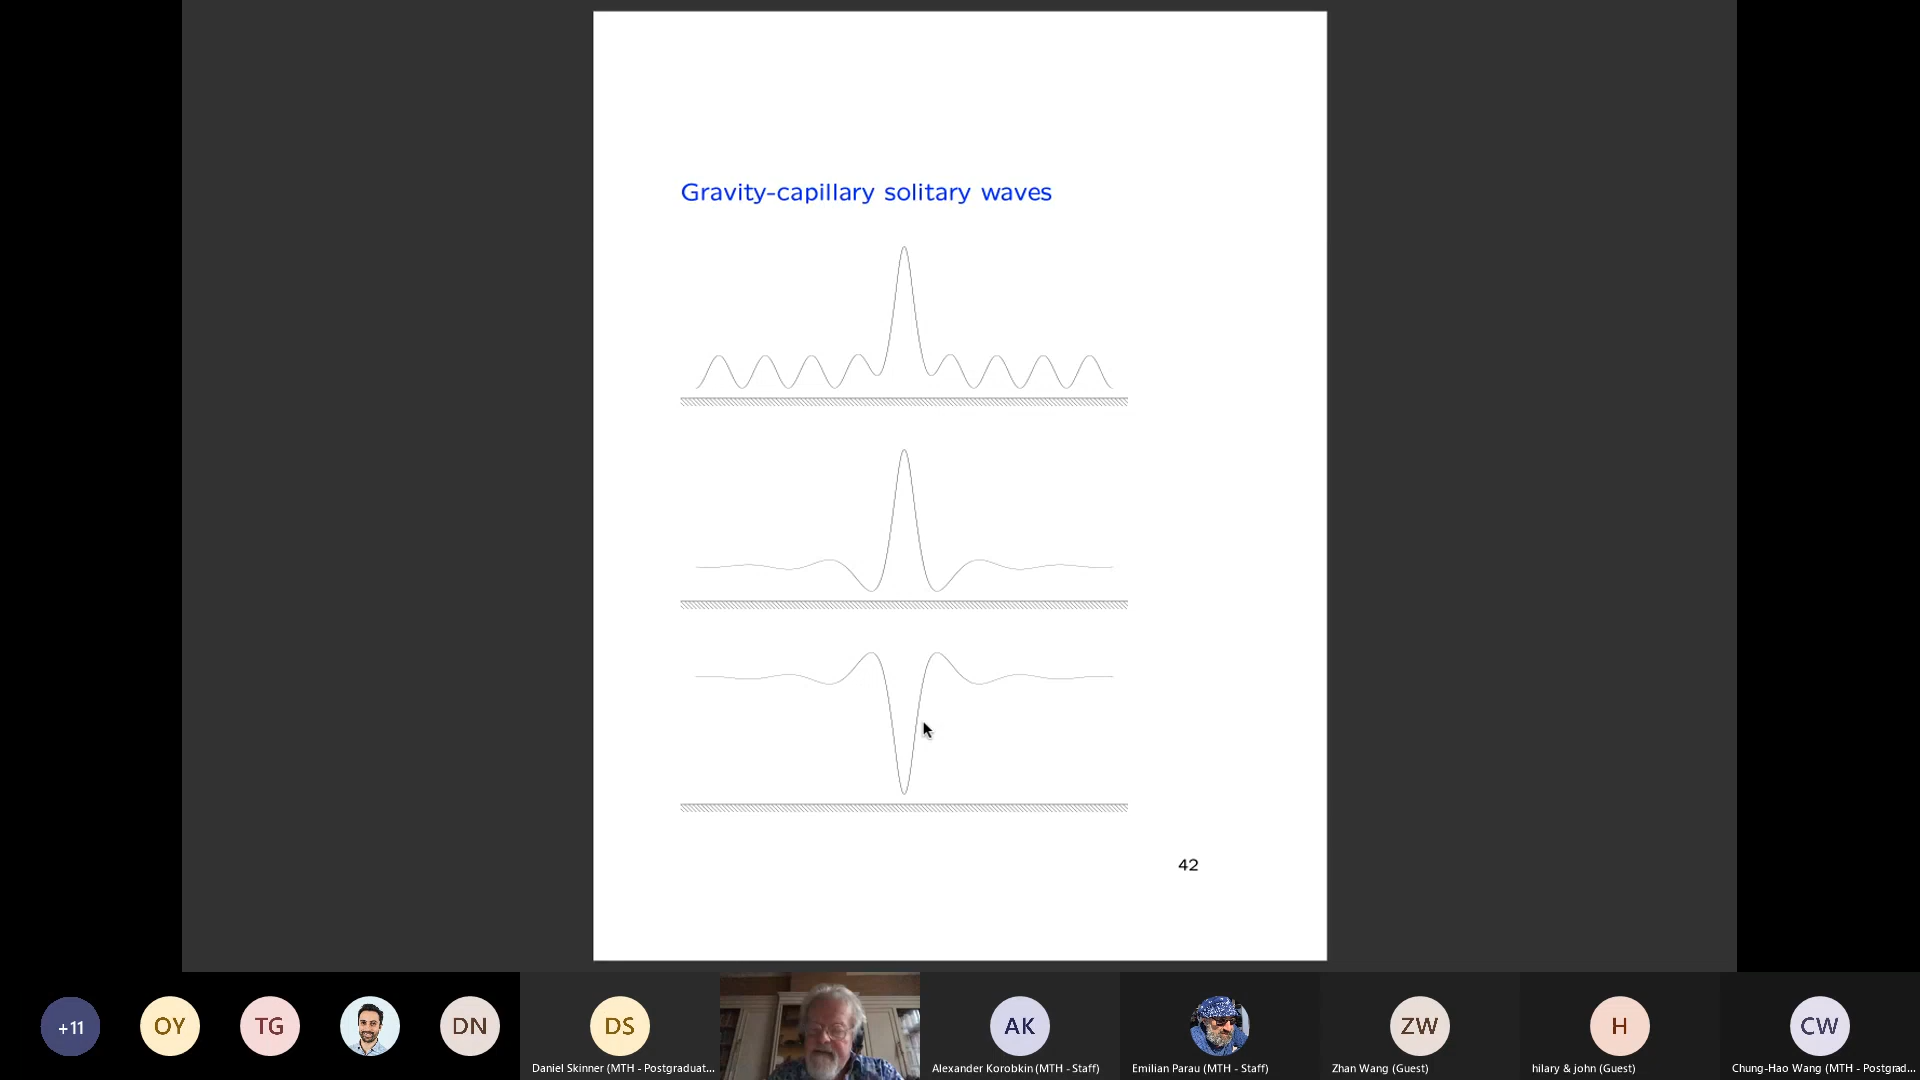 Gravity-capillary solitary waves
42
+11
OY
TG
DN
DS
AK
ZW
H
CW
Daniel Skinner (MTH - Postgraduat...
Alexander Korobkin (MTH - Staff)
Emilian Parau (MTH - Staff)
Zhan Wang (Guest)
hilary & john (Guest)
Chung-Hao Wang (MTH - Postgrad...